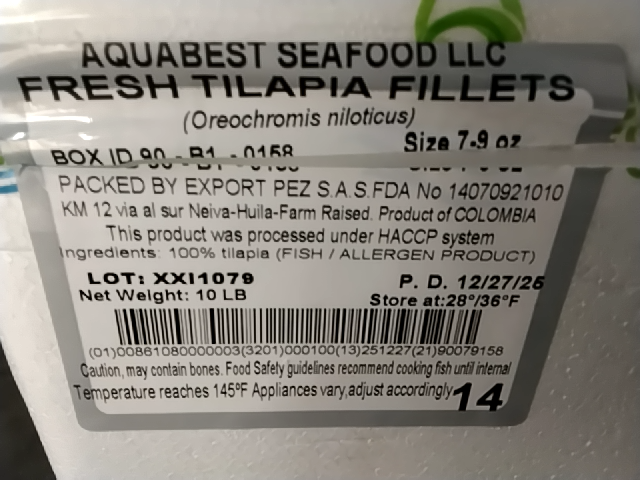 AQUABEST SEAFOOD LLC
FRESH TILAPIA FILLETS
(Oreochromis niloticus)
Size 7-9 oz
BOX ID 90 - B1 - 0158
PACKED BY EXPORT PEZ S.A.S.FDA No 14070921010
KM 12 via al sur Neiva-Huila-Farm Raised. Product of COLOMBIA
This product was processed under HACCP system
Ingredients: 100% tilapia (FISH / ALLERGEN PRODUCT)
LOT: XXI1079 P. D. 12/27/25
Net Weight: 10 LB Store at:28°/36°F
(01)00861080000003(3201)000100(13)251227(21)90079158
Caution, may contain bones. Food Safety guidelines recommend cooking fish until internal
Temperature reaches 145°F Appliances vary,adjust accordingly 14